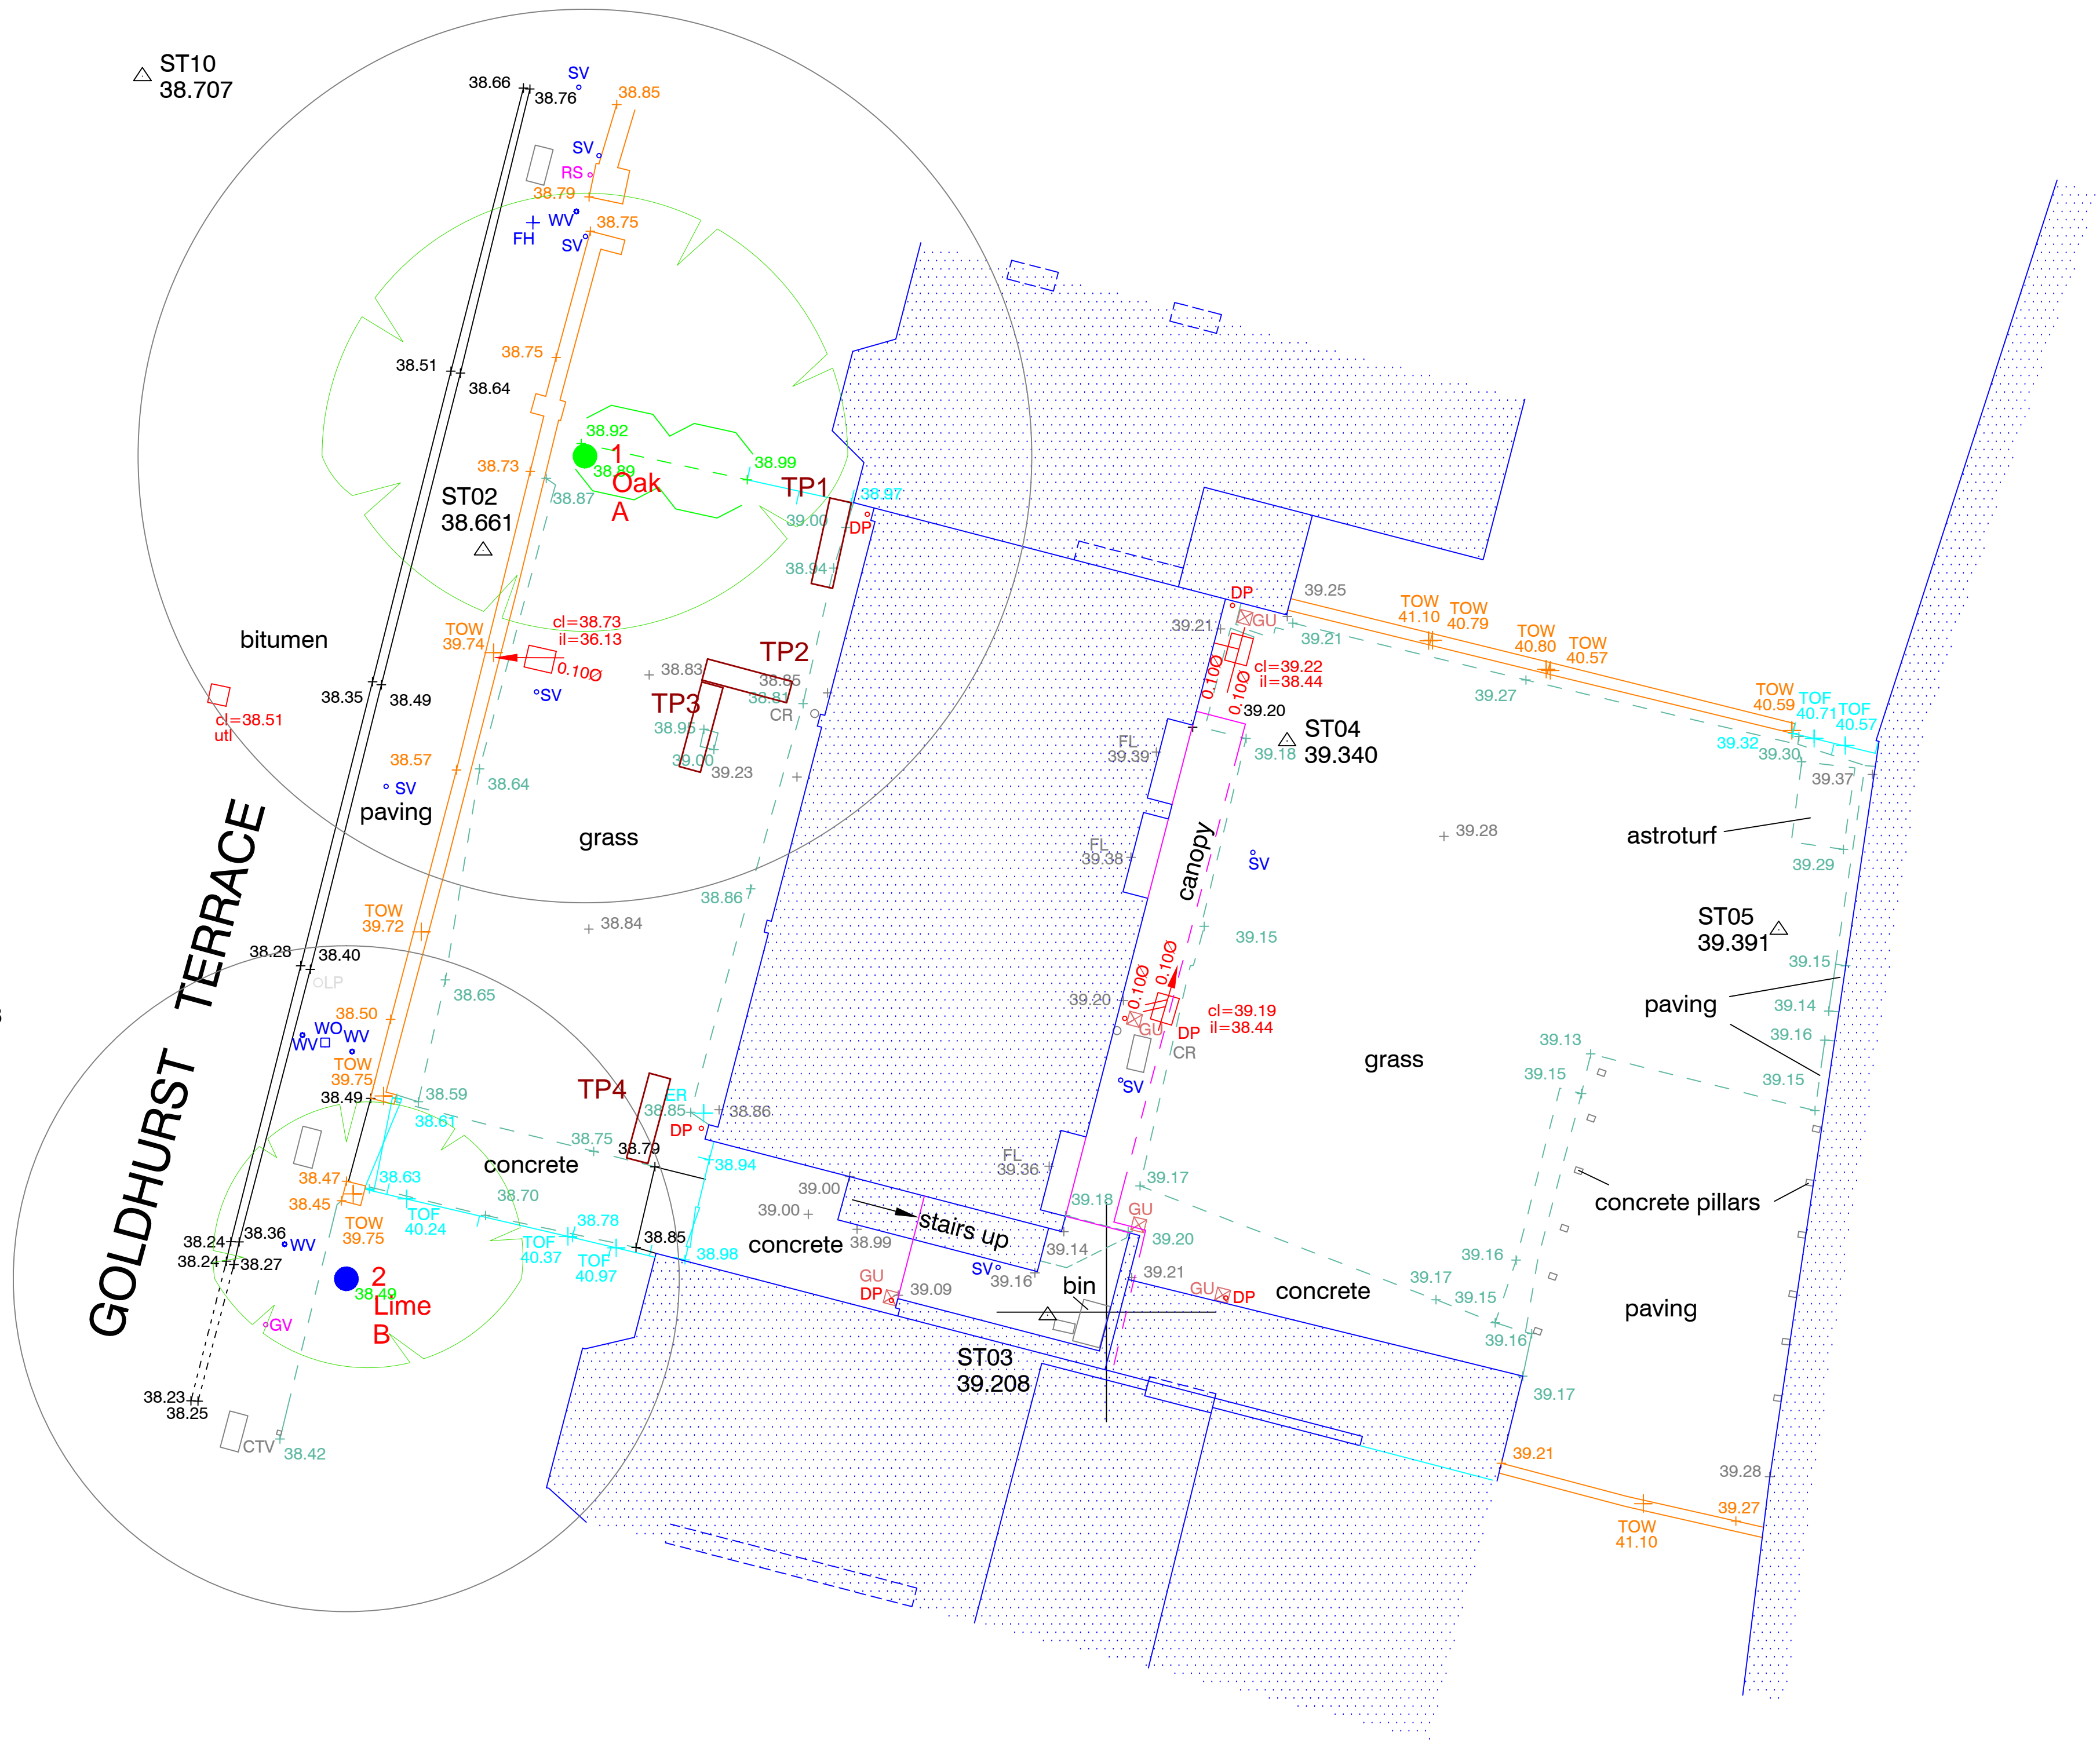 ST10
38.707
38.66
38.76
SV
38.85
SV
RS
38.79
WV
FH
SV
38.75
38.51
38.64
38.75
38.92
1
38.89
Oak
A
38.99
38.73
38.87
ST02
38.661
TP1
38.97
39.00
DP
38.94
bitumen
TOW
39.74
cl=38.73
il=36.13
0.10Ø
SV
38.83
TP2
38.85
38.81
CR
TP3
38.95
39.00
39.23
38.35
38.49
cl=38.51
utl
38.57
SV
38.64
paving
grass
GOLDHURST TERRACE
TOW
39.72
38.86
38.84
38.28
38.40
LP
38.65
38.50
WO
WV
WV
TOW
39.75
38.49
38.59
38.61
TP4
ER
38.85
38.86
DP
38.75
38.79
concrete
38.94
38.47
38.63
38.45
TOF
40.24
38.70
TOW
39.75
38.78
TOF
40.37
TOF
40.97
38.85
38.98
38.36
38.24
38.24
38.27
WV
2
38.49
Lime
B
GV
38.23
38.25
CTV
38.42
DP
GU
39.21
39.25
39.21
0.10Ø
0.10Ø
cl=39.22
il=38.44
39.20
TOW
41.10
TOW
40.79
TOW
40.80
TOW
40.57
39.27
TOW
40.59
TOF
40.71
TOF
40.57
39.32
39.30
39.37
ST04
39.340
39.18
FL
39.39
FL
39.38
canopy
SV
39.28
astroturf
39.29
39.15
ST05
39.391
39.15
39.14
39.16
39.15
paving
0.10Ø
0.10Ø
39.20
GU
DP
CR
cl=39.19
il=38.44
SV
grass
39.13
39.15
concrete pillars
FL
39.36
39.17
39.18
GU
39.20
39.00
39.00
38.99
concrete
stairs up
39.14
SV
39.16
bin
39.21
GU
DP
39.09
GU
DP
concrete
39.16
39.17
39.15
39.16
paving
ST03
39.208
39.17
39.21
39.28
39.27
TOW
41.10